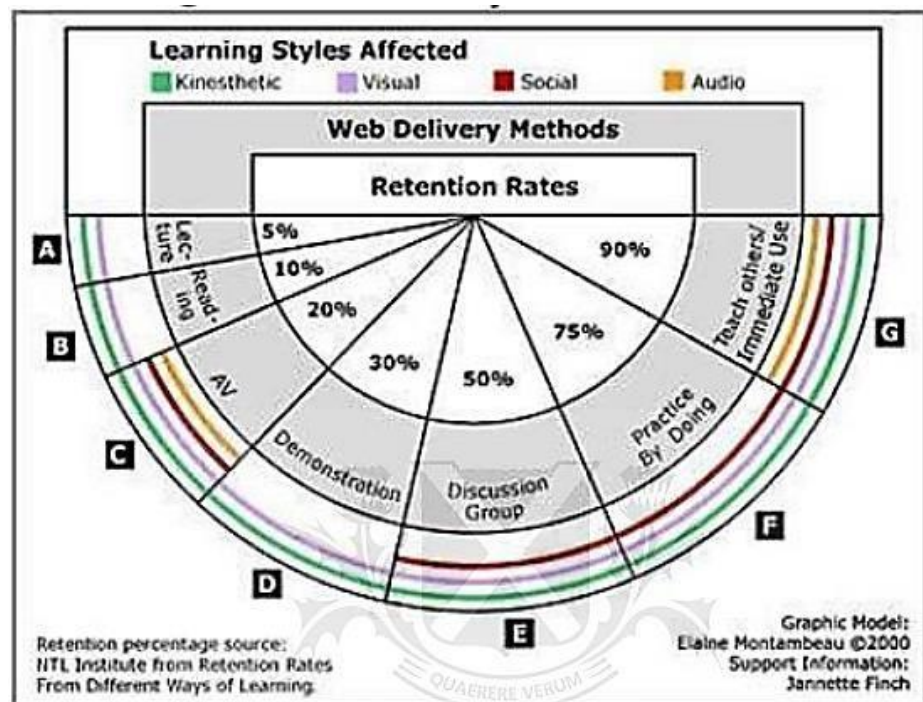 Learning Styles Affected
Kinesthetic Visual Social Audio
Web Delivery Methods
Retention Rates
5%
10%
20%
30%
50%
75%
90%
Lec-
ture
Read-
ing
AV
Demonstration
Discussion
Group
Practice
By Doing
Teach others/
Immediate Use
A
B
C
D
E
F
G
Retention percentage source:
NTL Institute from Retention Rates
From Different Ways of Learning.
Graphic Model:
Elaine Montambeau ©2000
Support Information:
Jannette Finch
QUAERERE VERUM